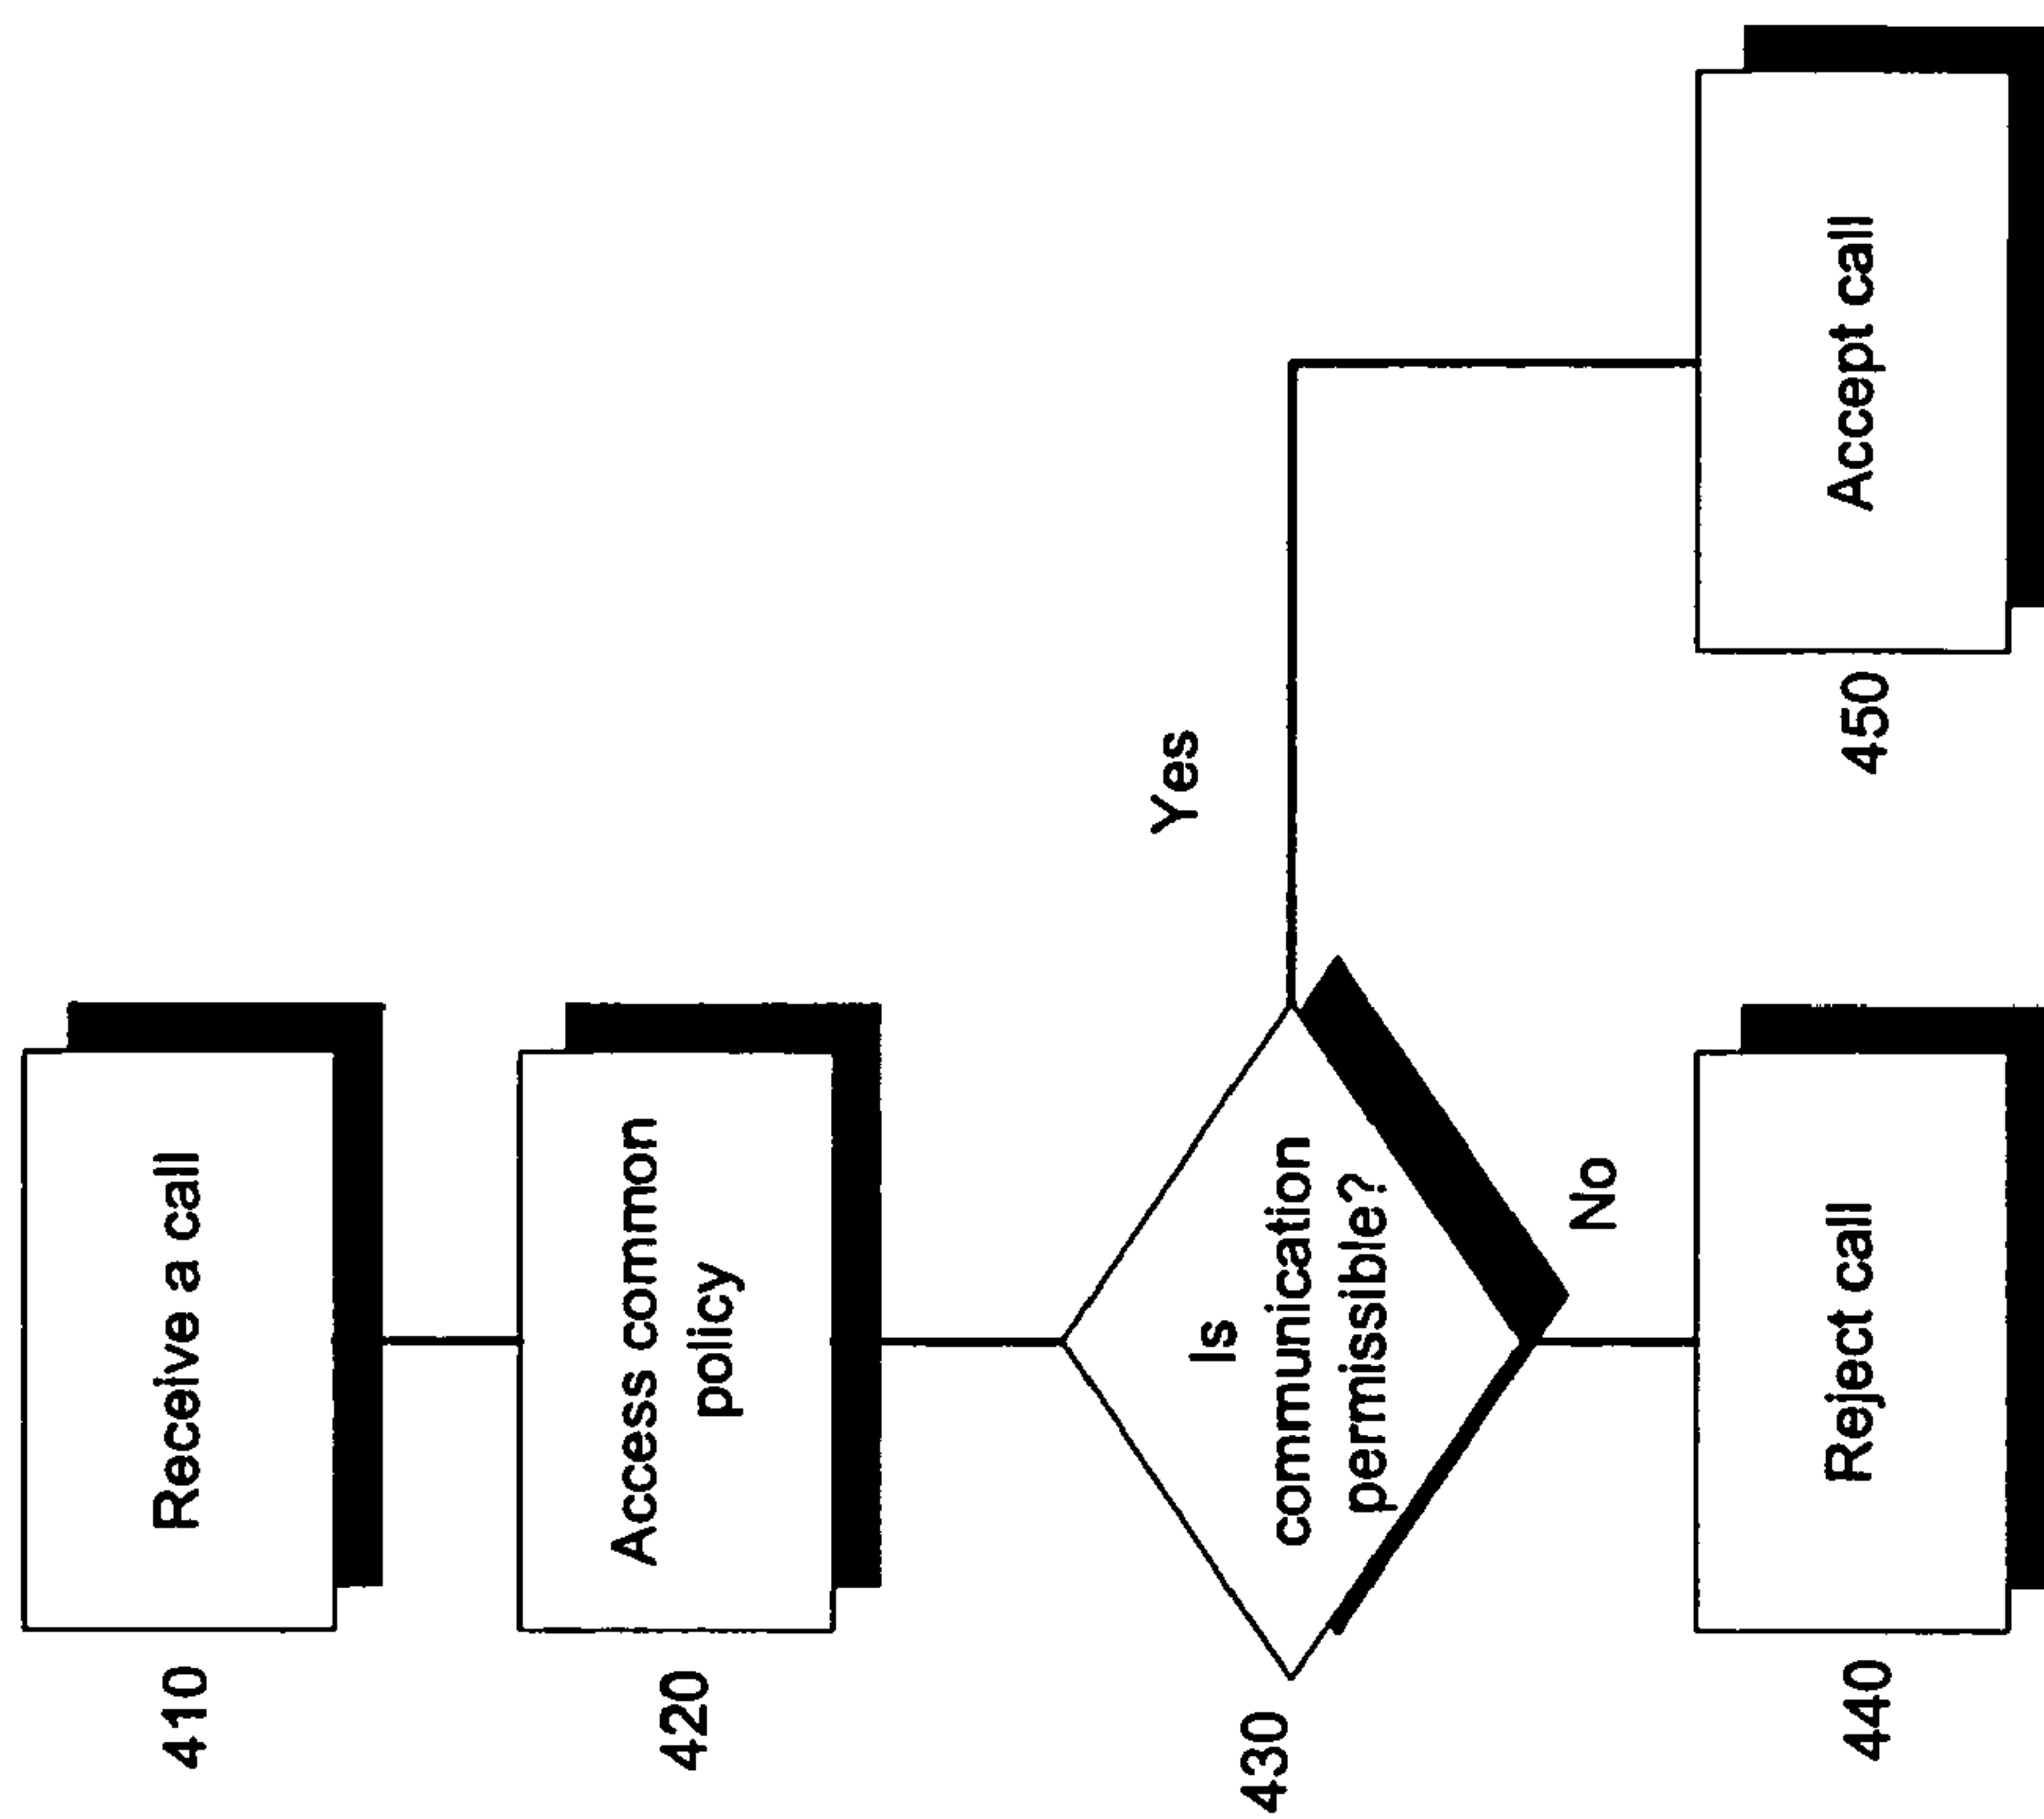 410
Receive a call
420
Access common
policy
430
Is
communication
permissible?
Yes
No
440
Reject call
450
Accept call